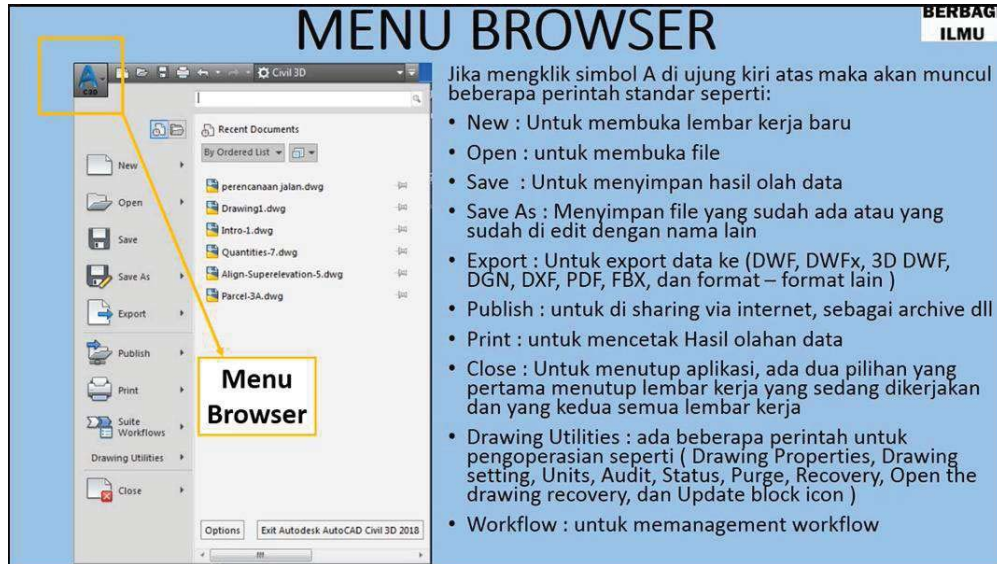 MENU BROWSER
BERBAGI
ILMU
A
C3D
Civil 3D
Recent Documents
By Ordered List
perencanaan jalan.dwg
Drawing1.dwg
Intro-1.dwg
Quantities-7.dwg
Align-Superelevation-5.dwg
Parcel-3A.dwg
New
Open
Save
Save As
Export
Publish
Print
Suite
Workflows
Drawing Utilities
Close
Menu
Browser
Options
Exit Autodesk AutoCAD Civil 3D 2018
Jika mengklik simbol A di ujung kiri atas maka akan muncul
beberapa perintah standar seperti:
• New : Untuk membuka lembar kerja baru
• Open : untuk membuka file
• Save : Untuk menyimpan hasil olah data
• Save As : Menyimpan file yang sudah ada atau yang
sudah di edit dengan nama lain
• Export : Untuk export data ke (DWF, DWFx, 3D DWF,
DGN, DXF, PDF, FBX, dan format – format lain )
• Publish : untuk di sharing via internet, sebagai archive dll
• Print : untuk mencetak Hasil olahan data
• Close : Untuk menutup aplikasi, ada dua pilihan yang
pertama menutup lembar kerja yang sedang dikerjakan
dan yang kedua semua lembar kerja
• Drawing Utilities : ada beberapa perintah untuk
pengoperasian seperti ( Drawing Properties, Drawing
setting, Units, Audit, Status, Purge, Recovery, Open the
drawing recovery, dan Update block icon )
• Workflow : untuk memanagement workflow